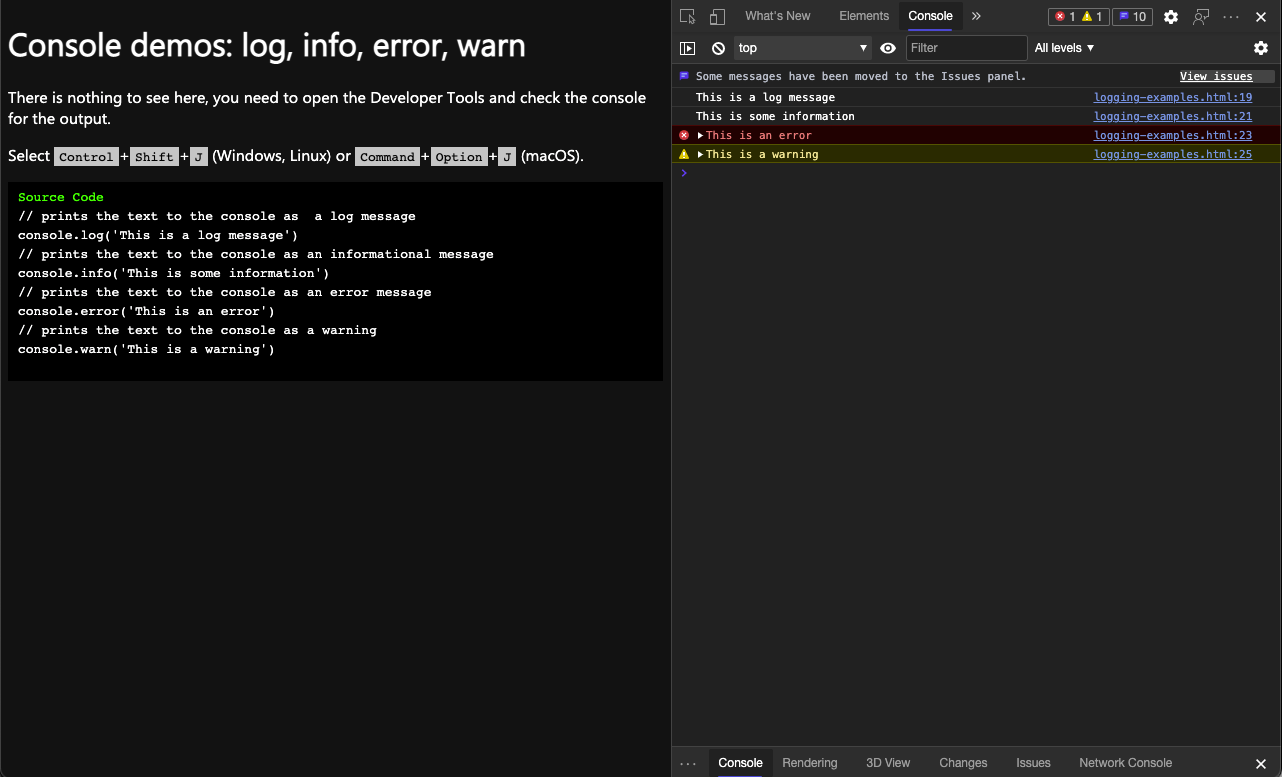 Console demos: log, info, error, warn
There is nothing to see here, you need to open the Developer Tools and check the console
for the output.
Select Control+Shift+J (Windows, Linux) or Command+Option+J (macOS).
Source Code
// prints the text to the console as  a log message
console.log('This is a log message')
// prints the text to the console as an informational message
console.info('This is some information')
// prints the text to the console as an error message
console.error('This is an error')
// prints the text to the console as a warning
console.warn('This is a warning')
What's New Elements Console » 1 1 10 ···
top ▼ Filter All levels ▼
Some messages have been moved to the Issues panel. View issues
This is a log message logging-examples.html:19
This is some information logging-examples.html:21
This is an error logging-examples.html:23
This is a warning logging-examples.html:25
>
··· Console Rendering 3D View Changes Issues Network Console